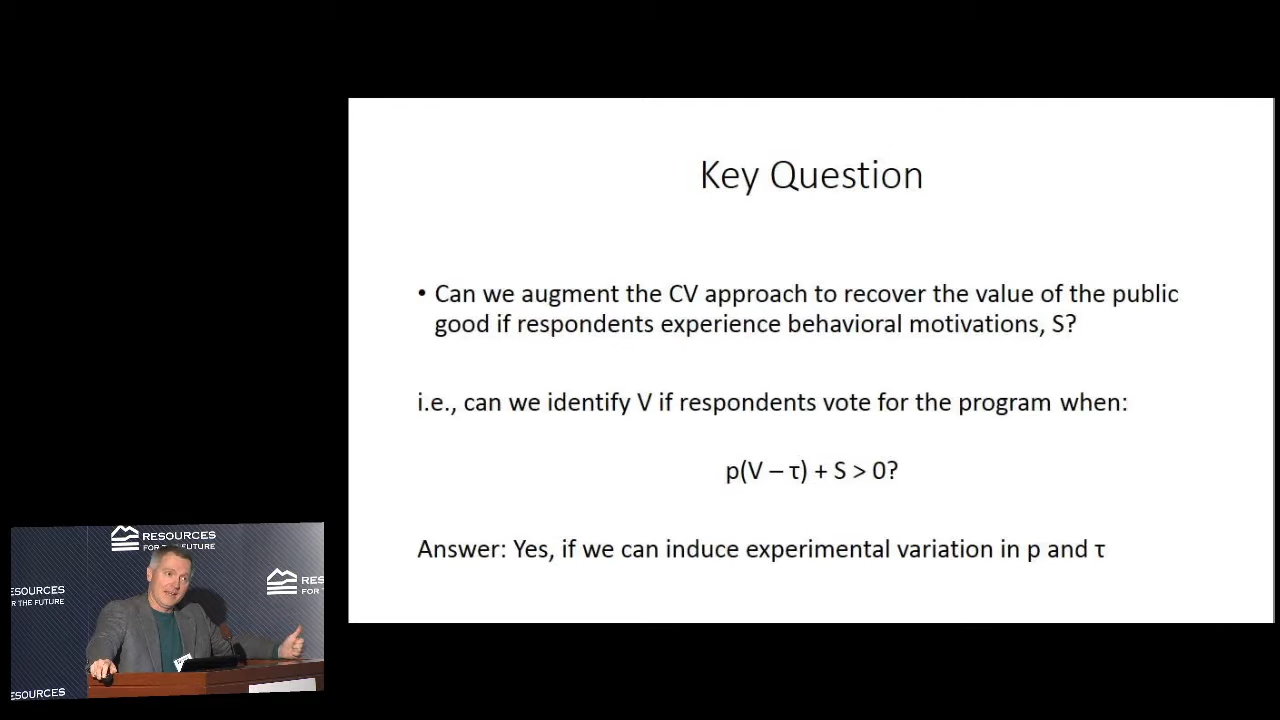 Key Question
• Can we augment the CV approach to recover the value of the public
good if respondents experience behavioral motivations, S?
i.e., can we identify V if respondents vote for the program when:
p(V – τ) + S > 0?
Answer: Yes, if we can induce experimental variation in p and τ
RESOURCES
FOR THE FUTURE
RES
FOR T
OURCES
R THE FUTURE
RESOURCES